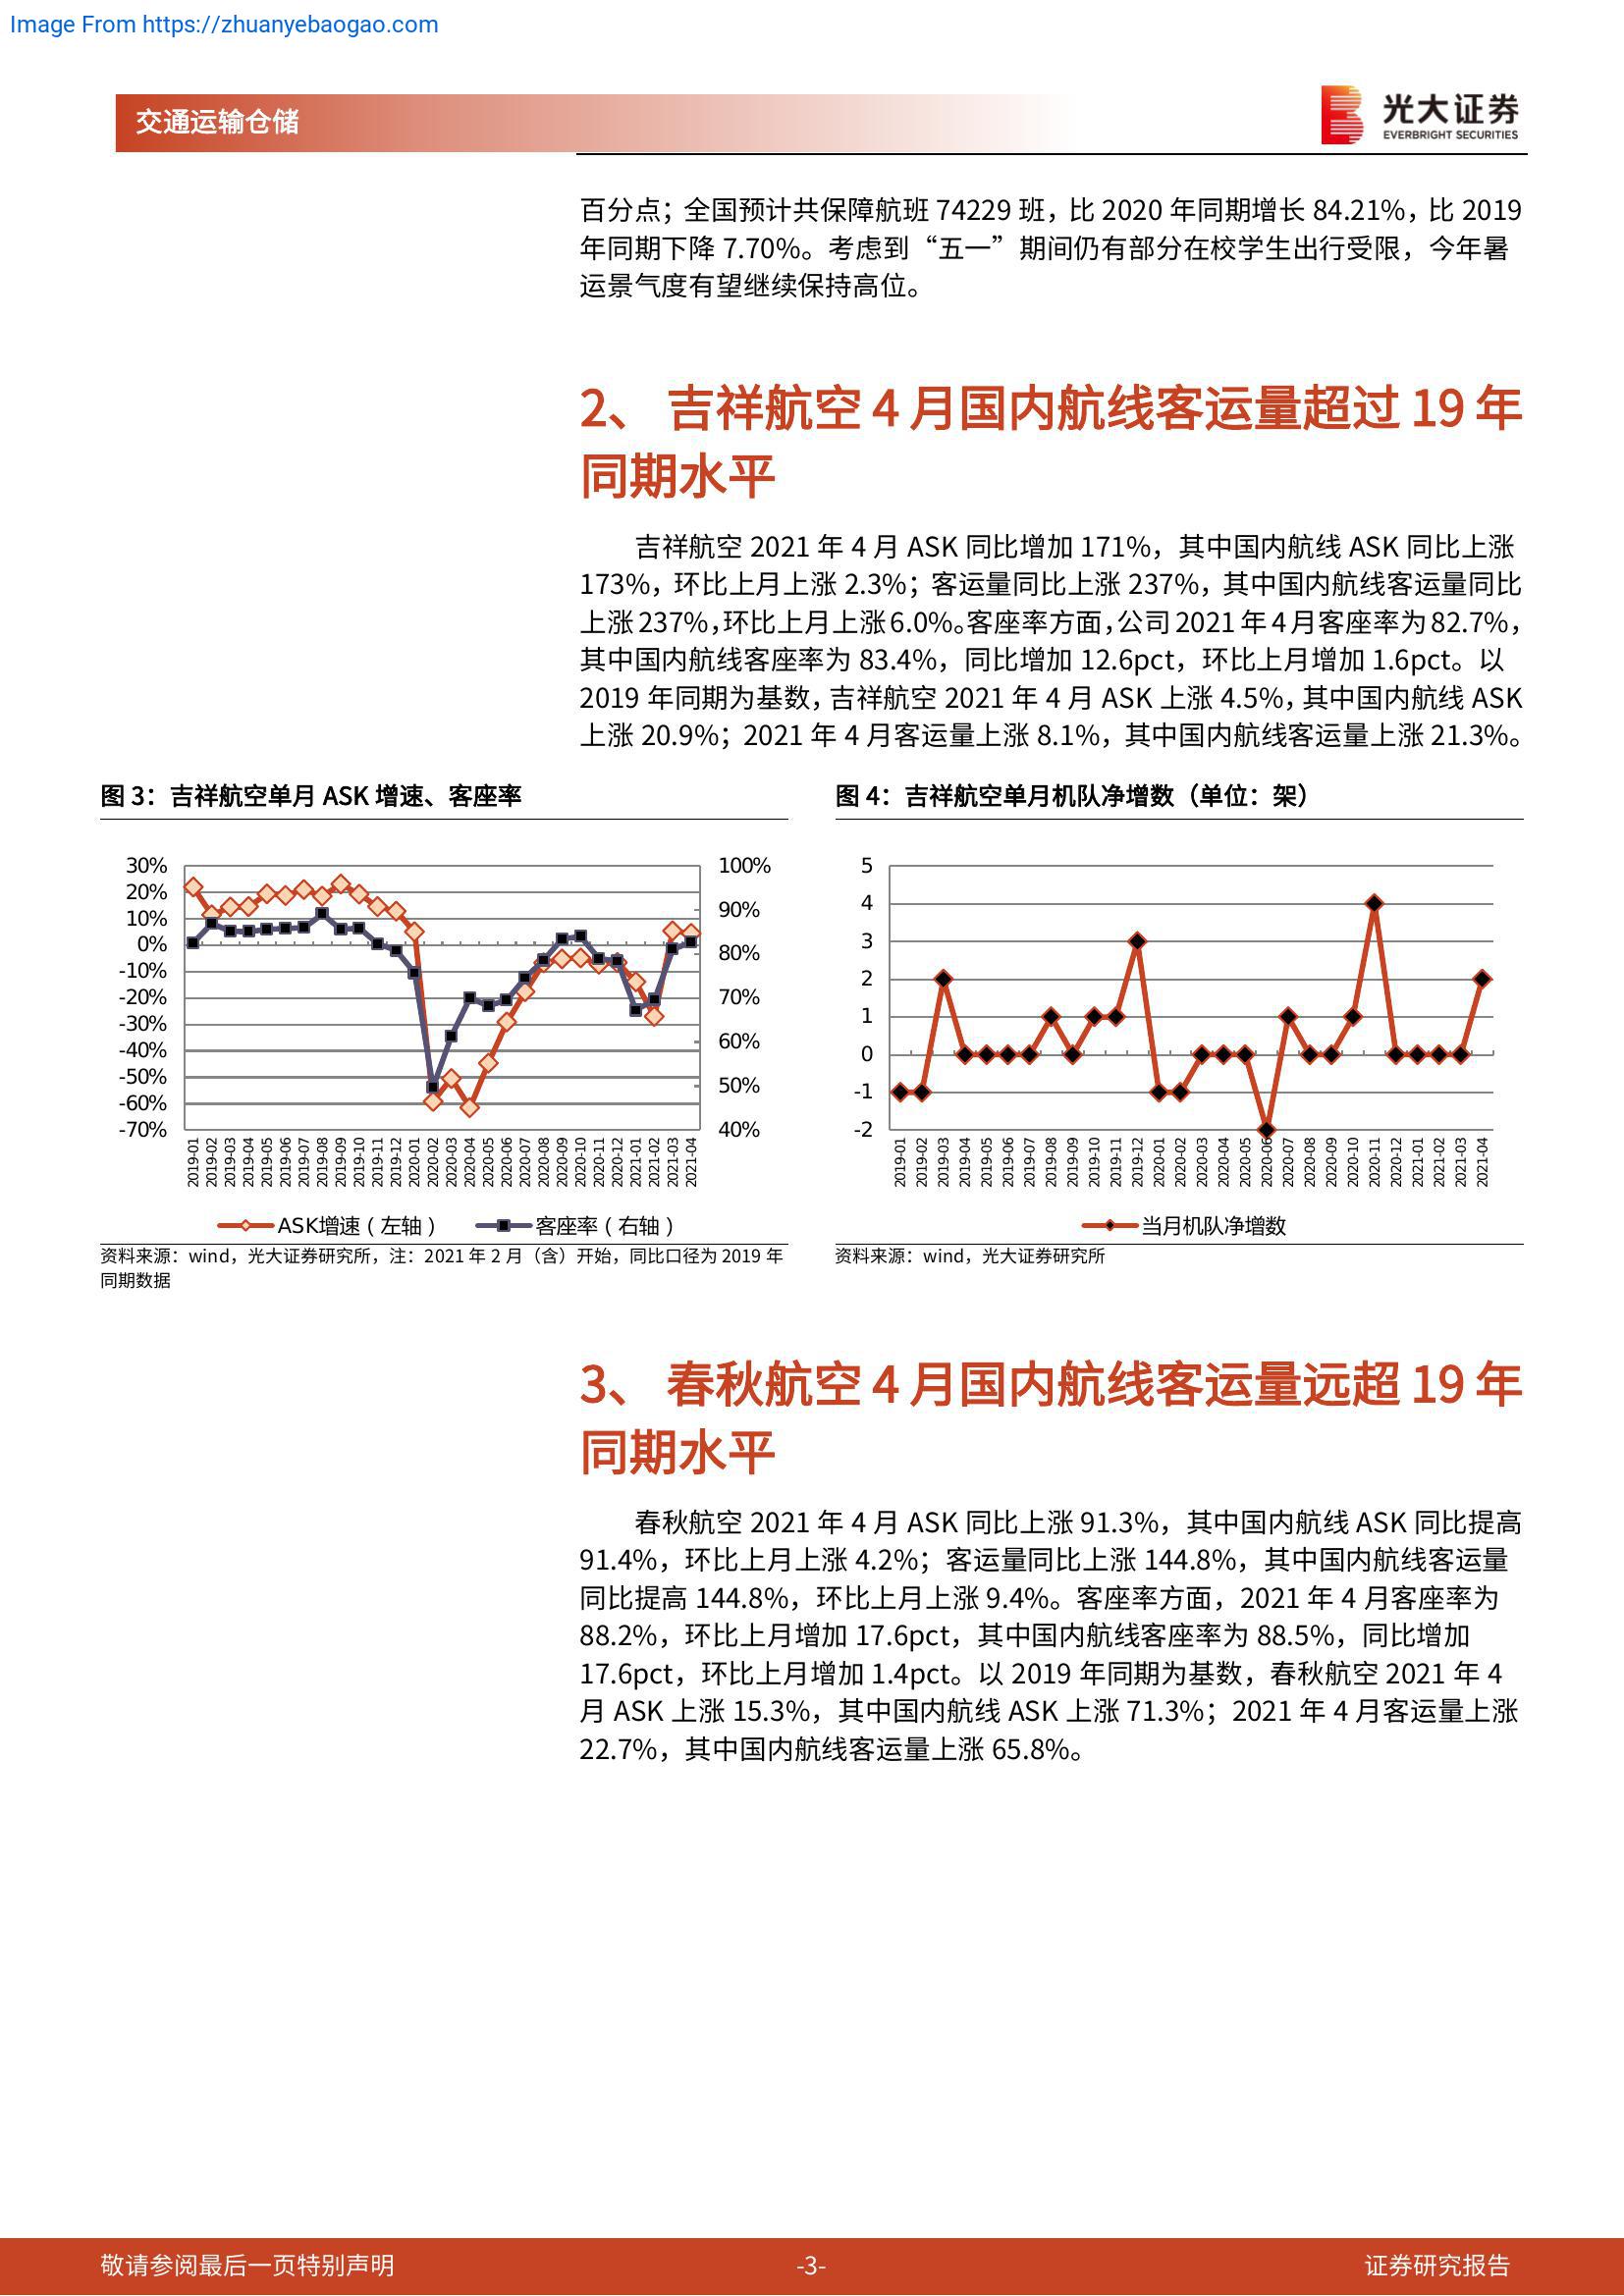 Image From https://zhuanyebaogao.com
交通运输仓储
光大证券
EVERBRIGHT SECURITIES
百分点；全国预计共保障航班 74229 班，比 2020 年同期增长 84.21%，比 2019
年同期下降 7.70%。考虑到“五一”期间仍有部分在校学生出行受限，今年暑
运景气度有望继续保持高位。
2、 吉祥航空 4 月国内航线客运量超过 19 年
同期水平
吉祥航空 2021 年 4 月 ASK 同比增加 171%，其中国内航线 ASK 同比上涨
173%，环比上月上涨 2.3%；客运量同比上涨 237%，其中国内航线客运量同比
上涨 237%，环比上月上涨 6.0%。客座率方面，公司 2021 年 4 月客座率为 82.7%，
其中国内航线客座率为 83.4%，同比增加 12.6pct，环比上月增加 1.6pct。以
2019 年同期为基数，吉祥航空 2021 年 4 月 ASK 上涨 4.5%，其中国内航线 ASK
上涨 20.9%；2021 年 4 月客运量上涨 8.1%，其中国内航线客运量上涨 21.3%。
图 3：吉祥航空单月 ASK 增速、客座率
30%
20%
10%
0%
-10%
-20%
-30%
-40%
-50%
-60%
-70%
100%
90%
80%
70%
60%
50%
40%
2019-01
2019-02
2019-03
2019-04
2019-05
2019-06
2019-07
2019-08
2019-09
2019-10
2019-11
2019-12
2020-01
2020-02
2020-03
2020-04
2020-05
2020-06
2020-07
2020-08
2020-09
2020-10
2020-11
2020-12
2021-01
2021-02
2021-03
2021-04
ASK增速（左轴） 客座率（右轴）
资料来源：wind，光大证券研究所，注：2021 年 2 月（含）开始，同比口径为 2019 年
同期数据
图 4：吉祥航空单月机队净增数（单位：架）
5
4
3
2
1
0
-1
-2
2019-01
2019-02
2019-03
2019-04
2019-05
2019-06
2019-07
2019-08
2019-09
2019-10
2019-11
2019-12
2020-01
2020-02
2020-03
2020-04
2020-05
2020-06
2020-07
2020-08
2020-09
2020-10
2020-11
2020-12
2021-01
2021-02
2021-03
2021-04
当月机队净增数
资料来源：wind，光大证券研究所
3、 春秋航空 4 月国内航线客运量远超 19 年
同期水平
春秋航空 2021 年 4 月 ASK 同比上涨 91.3%，其中国内航线 ASK 同比提高
91.4%，环比上月上涨 4.2%；客运量同比上涨 144.8%，其中国内航线客运量
同比提高 144.8%，环比上月上涨 9.4%。客座率方面，2021 年 4 月客座率为
88.2%，环比上月增加 17.6pct，其中国内航线客座率为 88.5%，同比增加
17.6pct，环比上月增加 1.4pct。以 2019 年同期为基数，春秋航空 2021 年 4
月 ASK 上涨 15.3%，其中国内航线 ASK 上涨 71.3%；2021 年 4 月客运量上涨
22.7%，其中国内航线客运量上涨 65.8%。
敬请参阅最后一页特别声明
-3-
证券研究报告